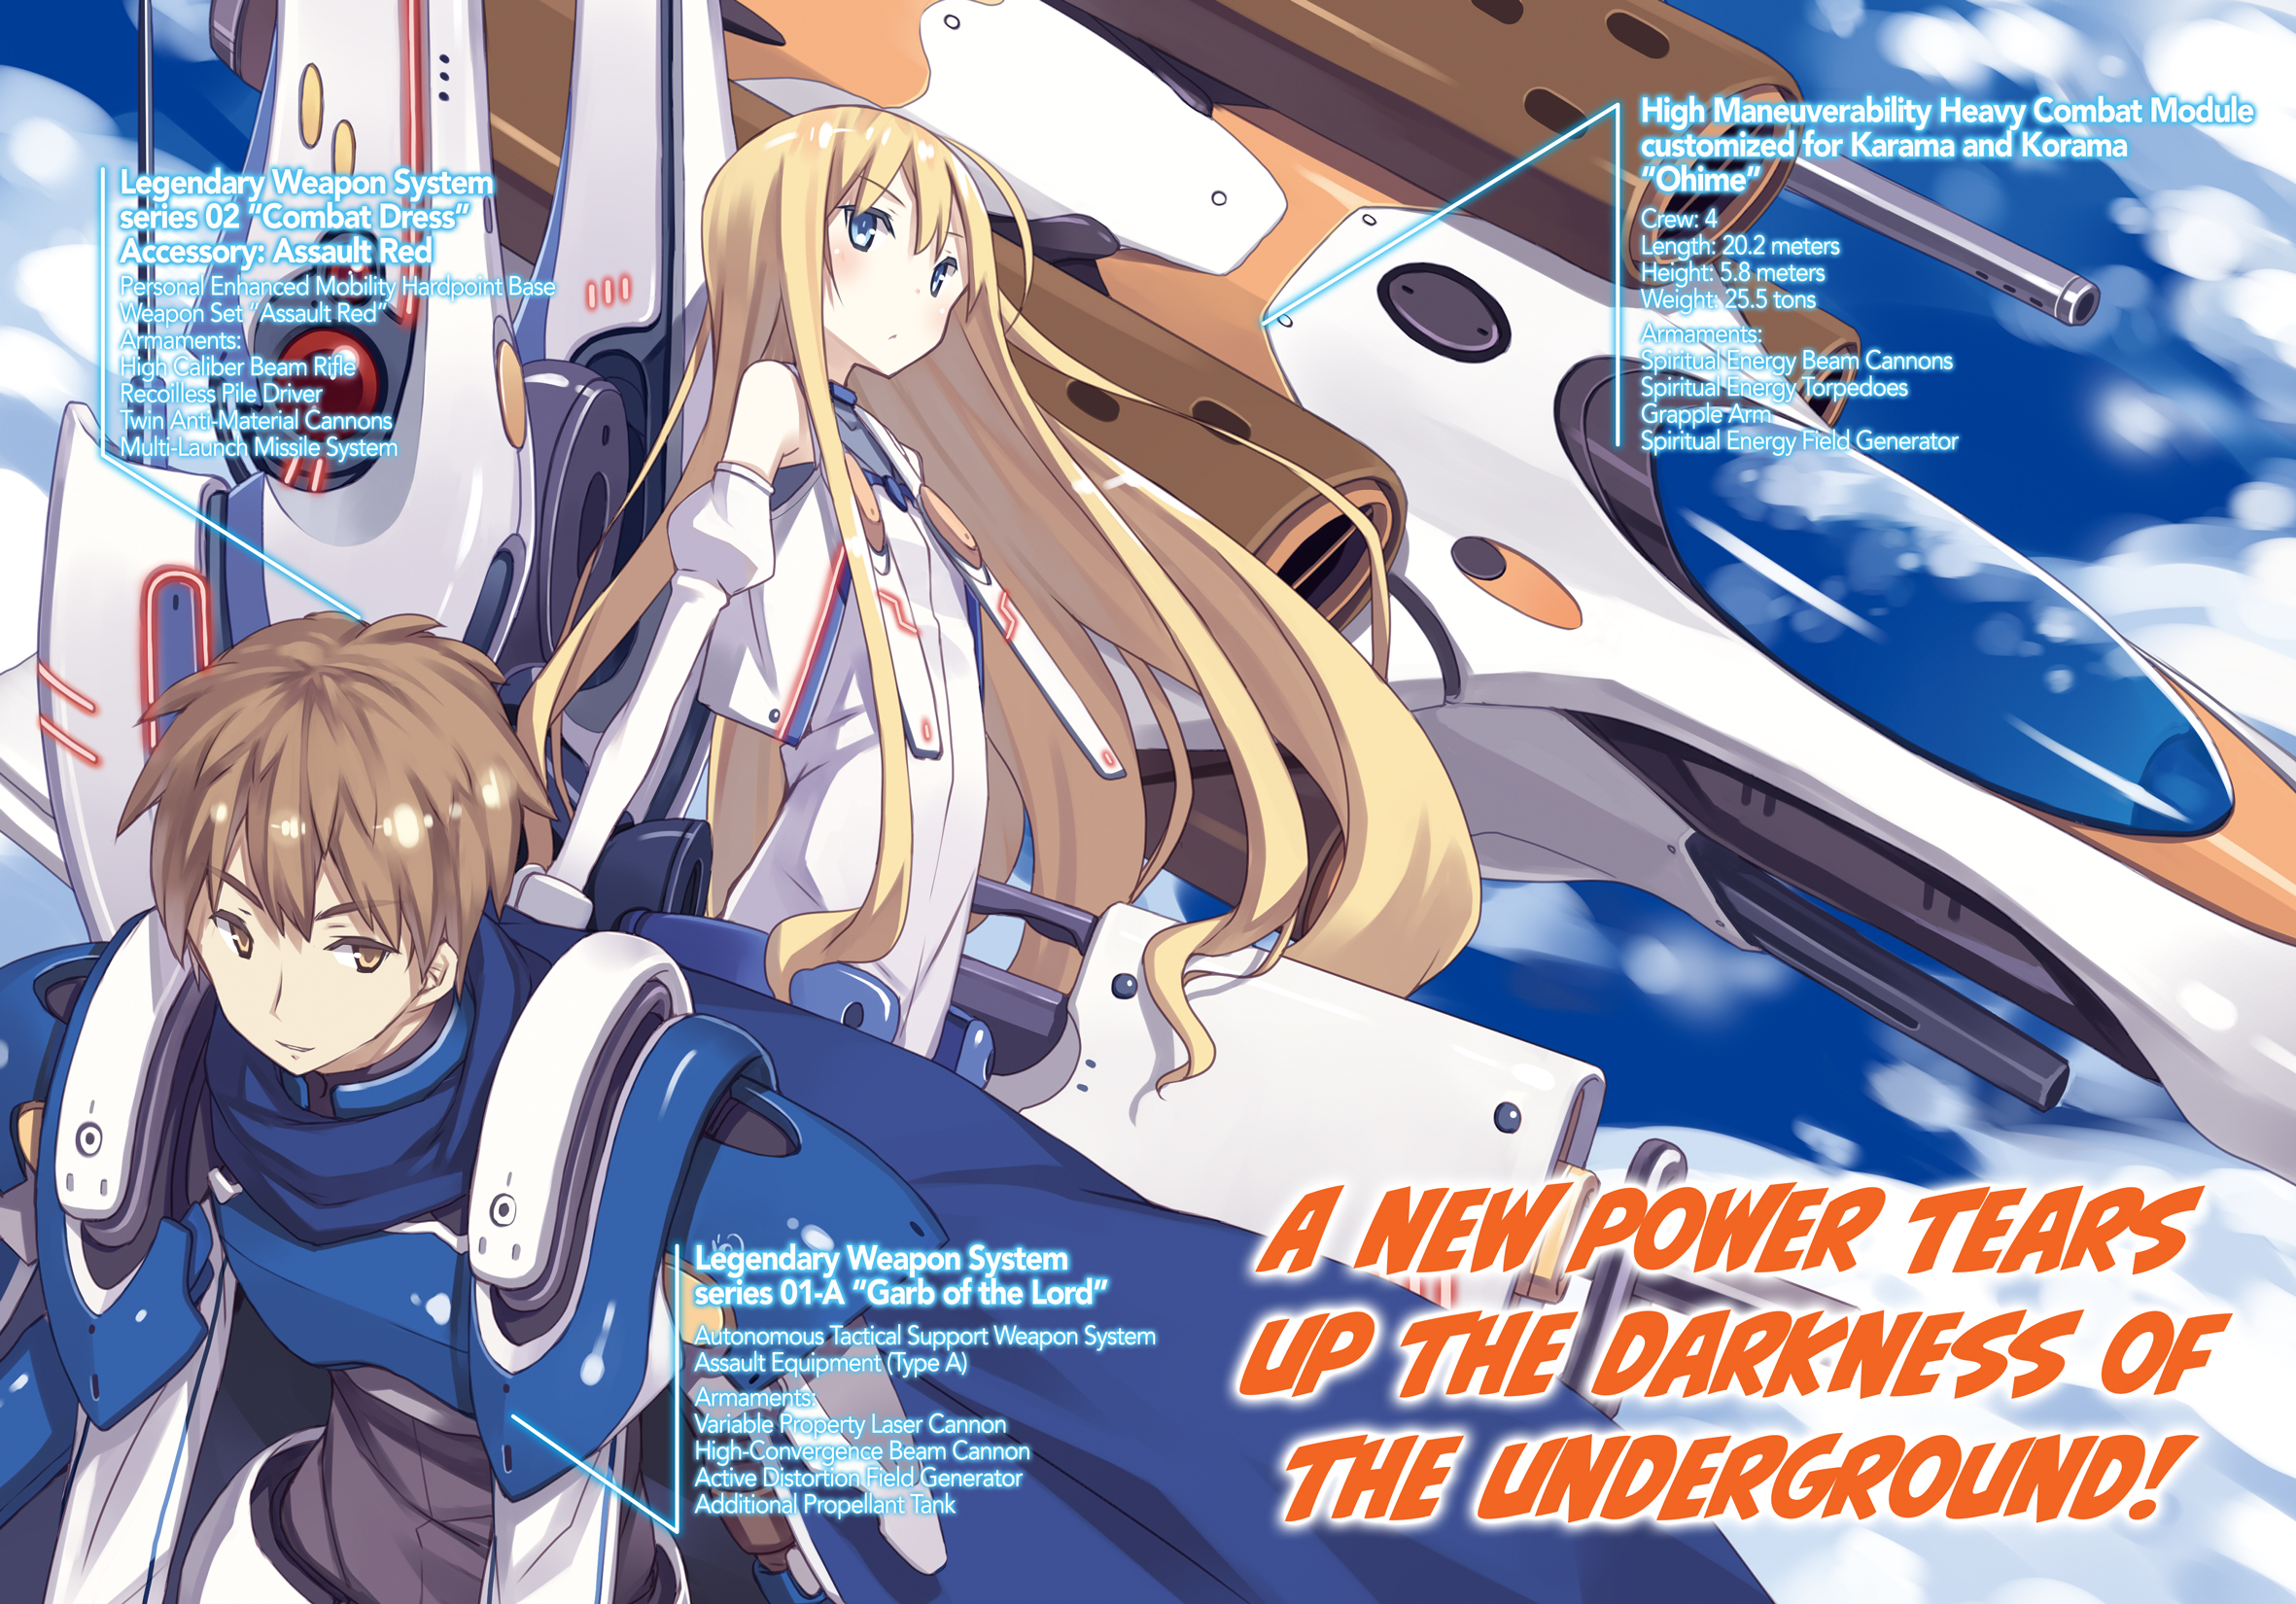 Legendary Weapon System
series 02 “Combat Dress”
Accessory: Assault Red
Personal Enhanced Mobility Hardpoint Base
Weapon Set “Assault Red”
Armaments:
High Caliber Beam Rifle
Recoilless Pile Driver
Twin Anti-Material Cannons
Multi-Launch Missile System
High Maneuverability Heavy Combat Module
customized for Karama and Korama
“Ohime”
Crew: 4
Length: 20.2 meters
Height: 5.8 meters
Weight: 25.5 tons
Armaments:
Spiritual Energy Beam Cannons
Spiritual Energy Torpedoes
Grapple Arm
Spiritual Energy Field Generator
Legendary Weapon System
series 01-A “Garb of the Lord”
Autonomous Tactical Support Weapon System
Assault Equipment (Type A)
Armaments:
Variable Property Laser Cannon
High-Convergence Beam Cannon
Active Distortion Field Generator
Additional Propellant Tank
A NEW POWER TEARS
UP THE DARKNESS OF
THE UNDERGROUND!